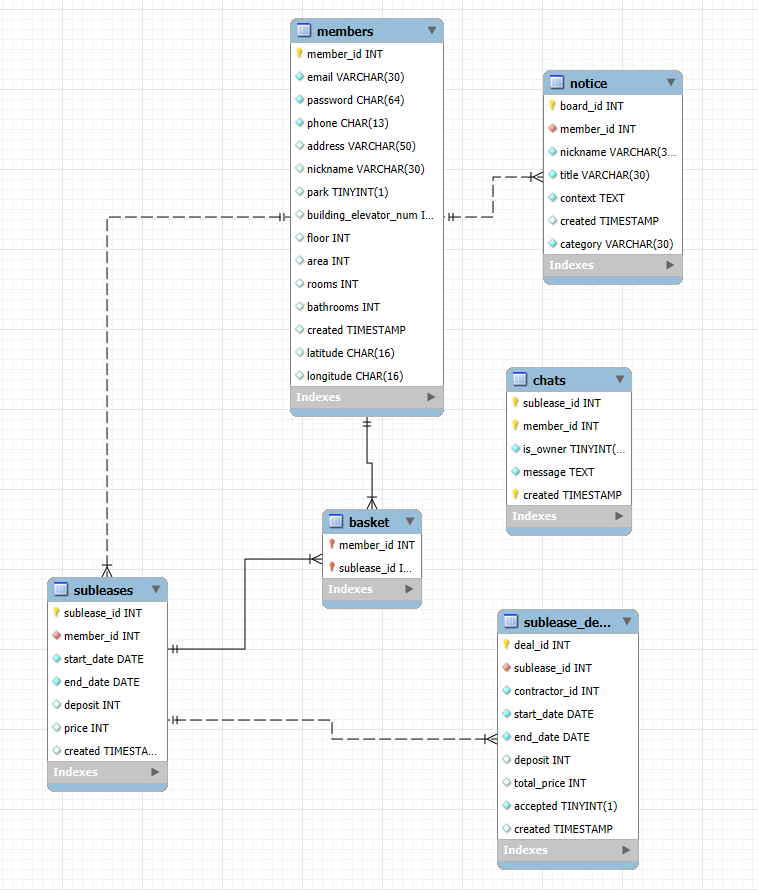 members
member_id INT
email VARCHAR(30)
password CHAR(64)
phone CHAR(13)
address VARCHAR(50)
nickname VARCHAR(30)
park TINYINT(1)
building_elevator_num I...
floor INT
area INT
rooms INT
bathrooms INT
created TIMESTAMP
latitude CHAR(16)
longitude CHAR(16)
Indexes
notice
board_id INT
member_id INT
nickname VARCHAR(3...
title VARCHAR(30)
context TEXT
created TIMESTAMP
category VARCHAR(30)
Indexes
chats
sublease_id INT
member_id INT
is_owner TINYINT(...
message TEXT
created TIMESTAMP
Indexes
basket
member_id INT
sublease_id I...
Indexes
subleases
sublease_id INT
member_id INT
start_date DATE
end_date DATE
deposit INT
price INT
created TIMESTA...
Indexes
sublease_de...
deal_id INT
sublease_id INT
contractor_id INT
start_date DATE
end_date DATE
deposit INT
total_price INT
accepted TINYINT(1)
created TIMESTAMP
Indexes